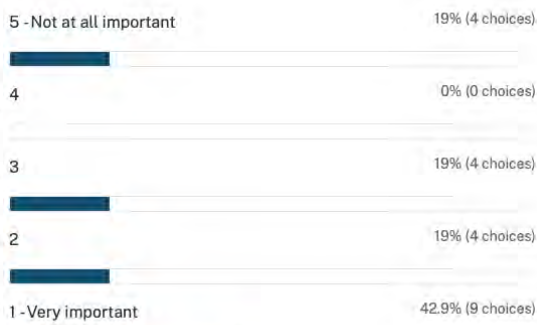 5 - Not at all important 19% (4 choices)
4 0% (0 choices)
3 19% (4 choices)
2 19% (4 choices)
1 - Very important 42.9% (9 choices)